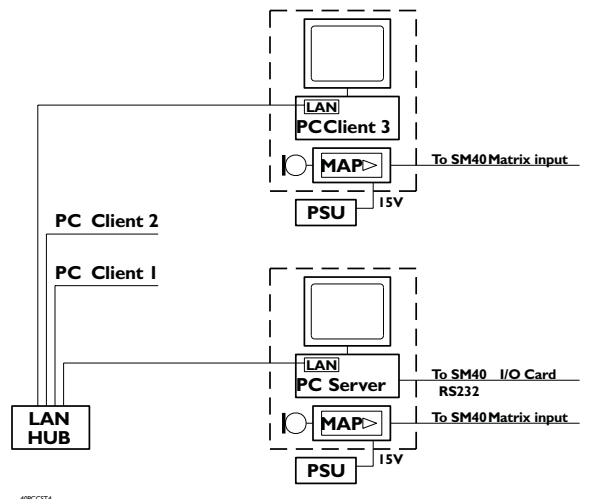 LAN
PC Client 3
MAP
To SM40 Matrix input
PSU
15V
PC Client 2
PC Client 1
LAN
PC Server
To SM40 I/O Card
RS232
MAP
To SM40 Matrix input
LAN
HUB
15V
PSU